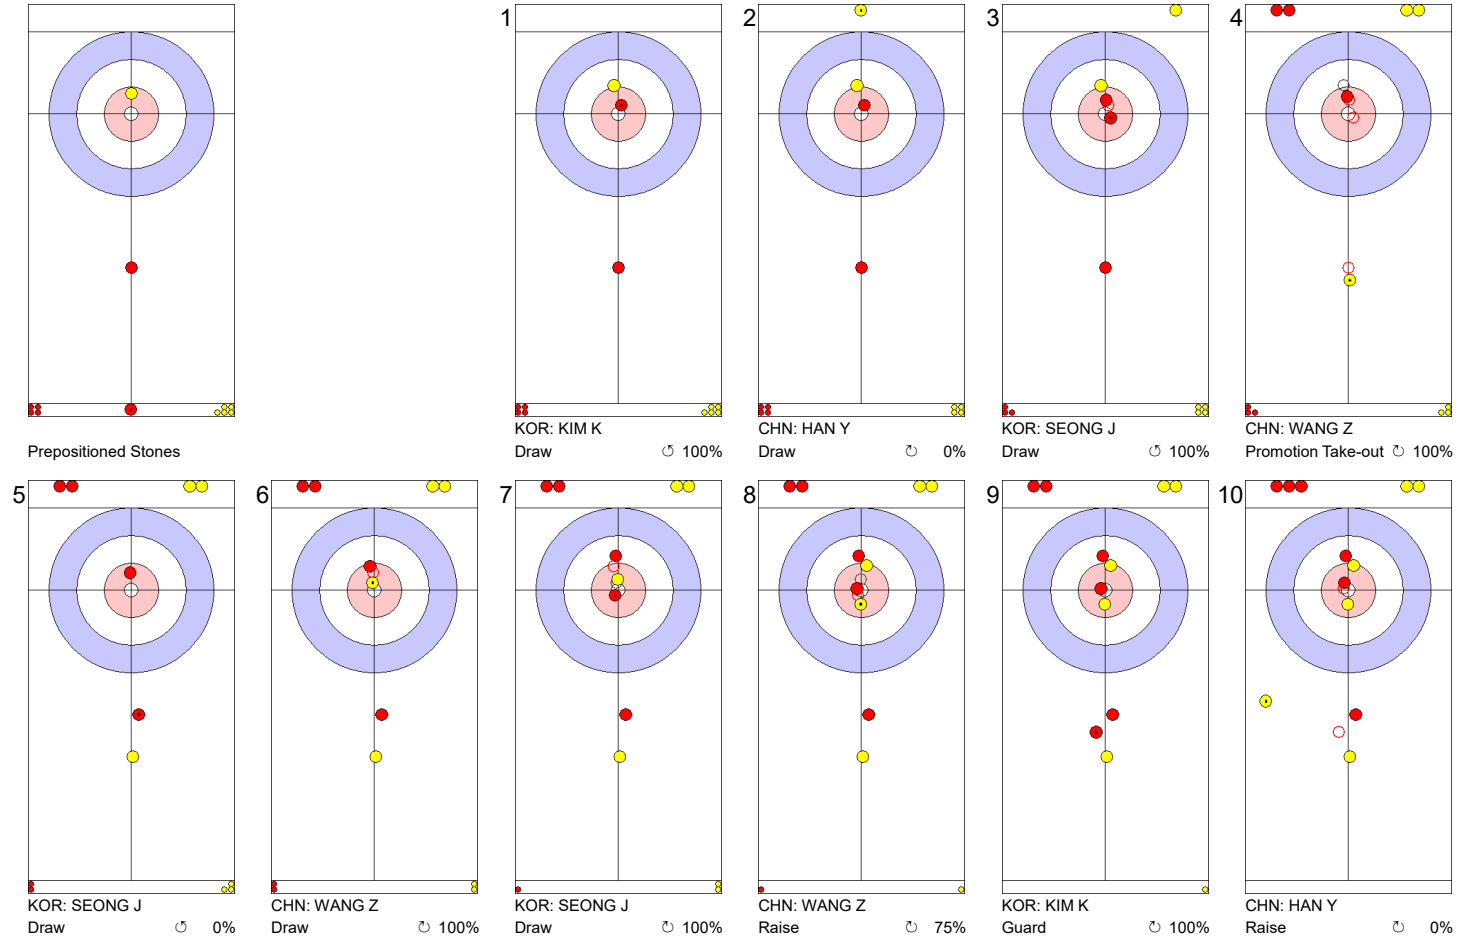 Prepositioned Stones
1
KOR: KIM K
Draw ↺ 100%
2
CHN: HAN Y
Draw ↻ 0%
3
KOR: SEONG J
Draw ↺ 100%
4
CHN: WANG Z
Promotion Take-out ↻ 100%
5
KOR: SEONG J
Draw ↺ 0%
6
CHN: WANG Z
Draw ↻ 100%
7
KOR: SEONG J
Draw ↻ 100%
8
CHN: WANG Z
Raise ↻ 75%
9
KOR: KIM K
Guard ↻ 100%
10
CHN: HAN Y
Raise ↻ 0%